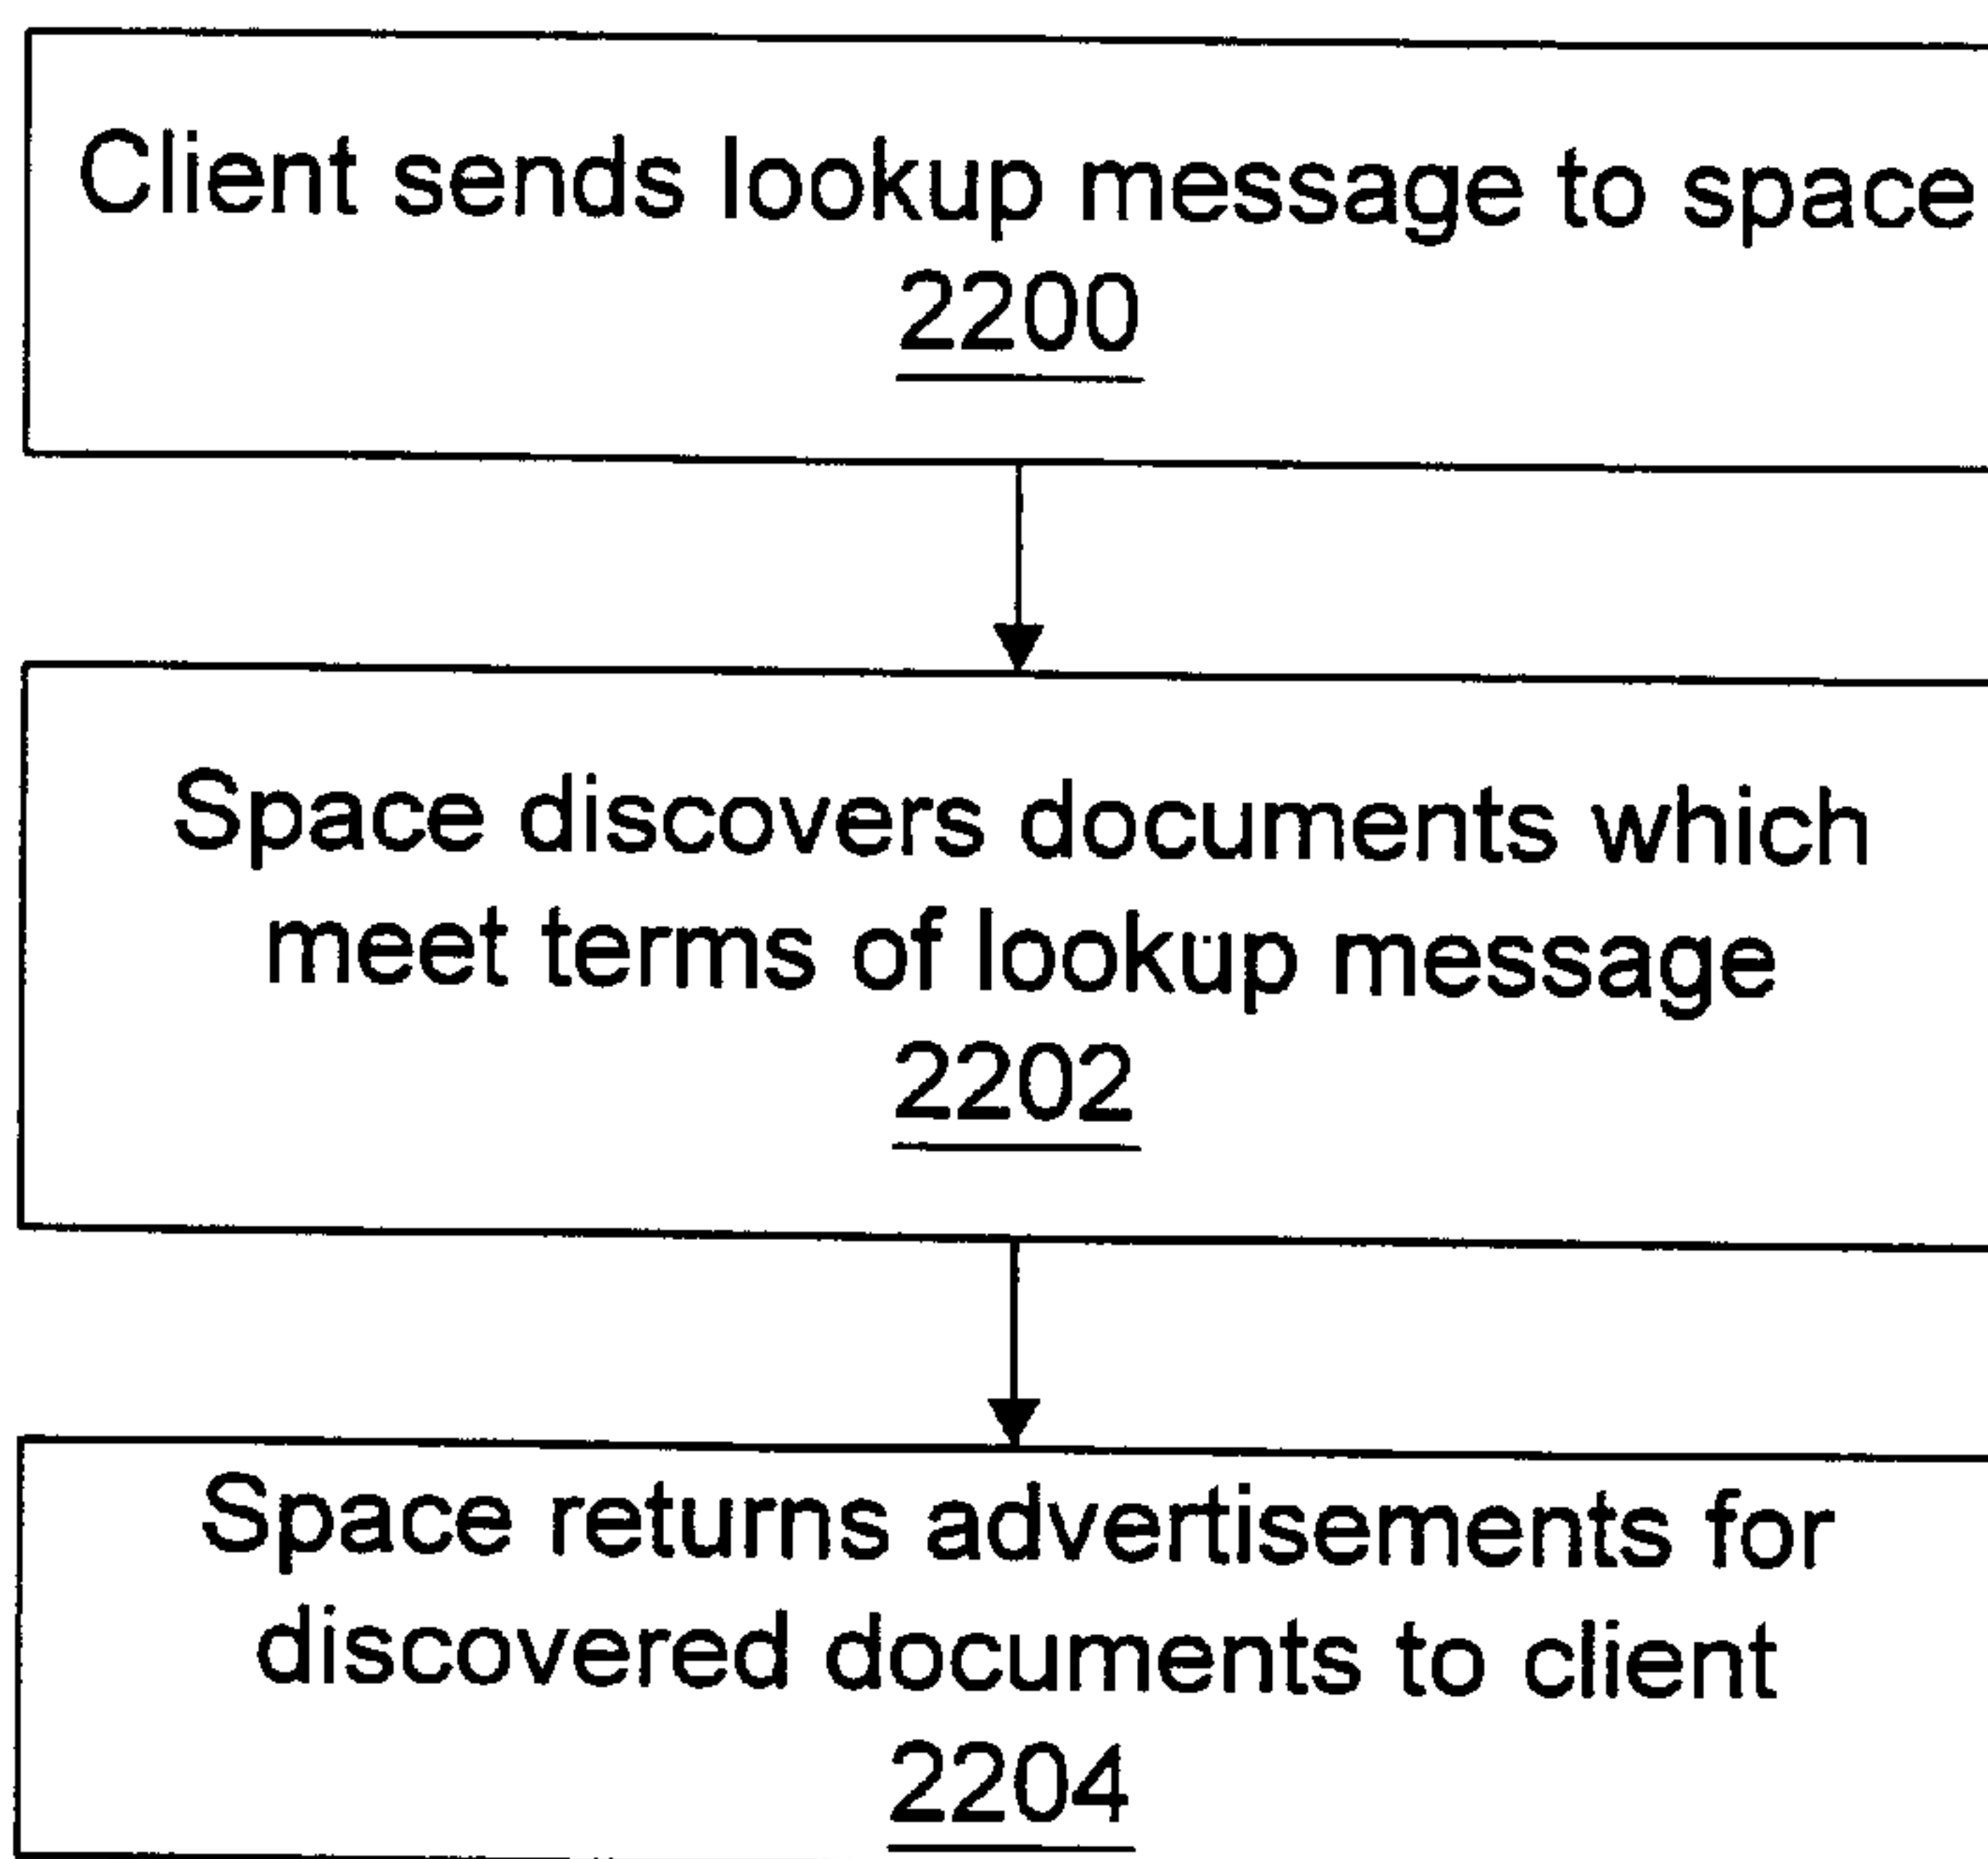 Client sends lookup message to space
2200
Space discovers documents which
meet terms of lookup message
2202
Space returns advertisements for
discovered documents to client
2204